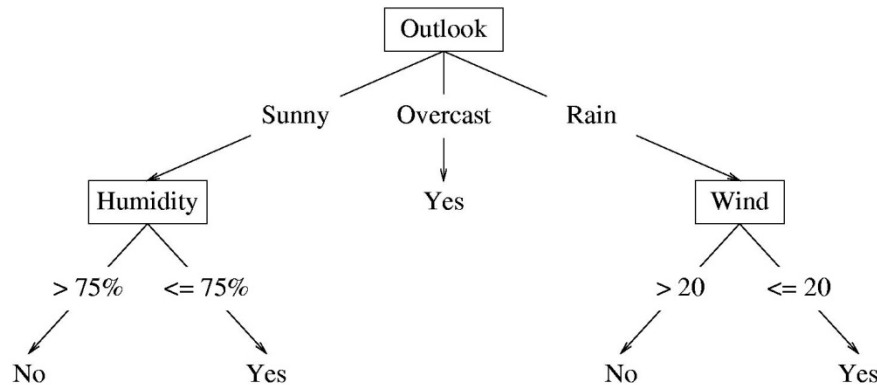 Outlook
Sunny Overcast Rain
Humidity Yes Wind
> 75% <= 75% > 20 <= 20
No Yes No Yes